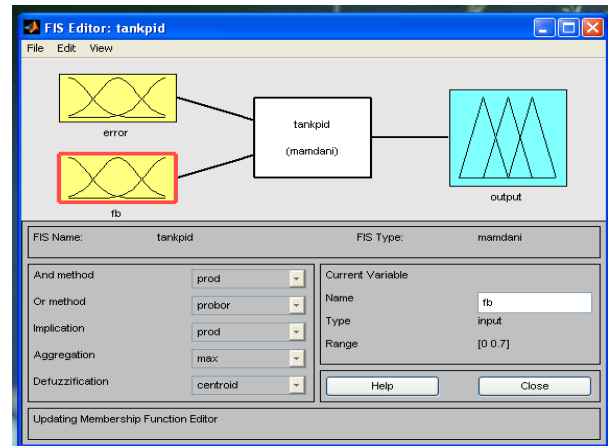 FIS Editor: tankpid
File Edit View
error
tankpid
(mamdani)
fb
output
FIS Name: tankpid FIS Type: mamdani
And method prod
Or method probor
Implication prod
Aggregation max
Defuzzification centroid
Current Variable
Name fb
Type input
Range [0 0.7]
Help Close
Updating Membership Function Editor